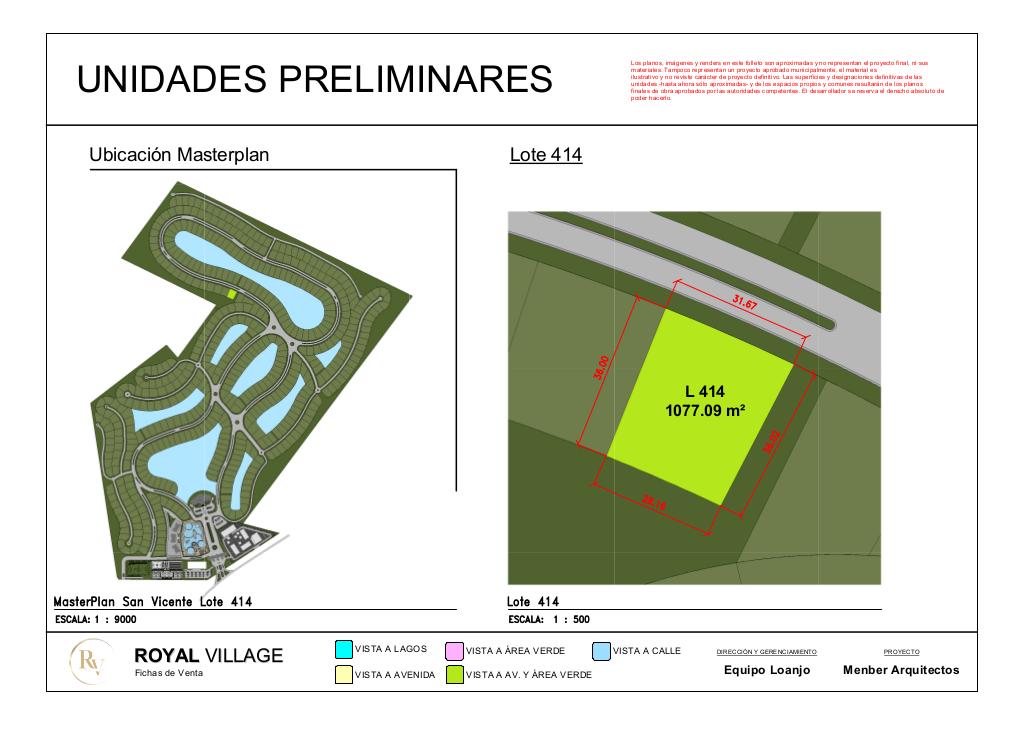 UNIDADES PRELIMINARES
Los planos, imágenes y renders en este folleto son aproximadas y no representan el proyecto final, ni sus
materiales. Tampoco representan un proyecto aprobado municipalmente, el material es
ilustrativo y no reviste carácter de proyecto definitivo. Las superficies y designaciones definitivas de las
unidades -hasta ahora sólo aproximadas- y de los espacios propios y comunes resultarán de los planos
finales de obra aprobados por las autoridades competentes. El desarrollador se reserva el derecho absoluto de
poder hacerlo.
Ubicación Masterplan
Lote 414
31.67
36.00
L 414
1077.09 m²
36.02
28.16
MasterPlan San Vicente Lote 414
ESCALA: 1 : 9000
Lote 414
ESCALA: 1 : 500
RV
ROYAL VILLAGE
Fichas de Venta
VISTA A LAGOS
VISTA A ÁREA VERDE
VISTA A CALLE
VISTA A AVENIDA
VISTA A AV. Y ÁREA VERDE
DIRECCIÓN Y GERENCIAMIENTO
Equipo Loanjo
PROYECTO
Menber Arquitectos